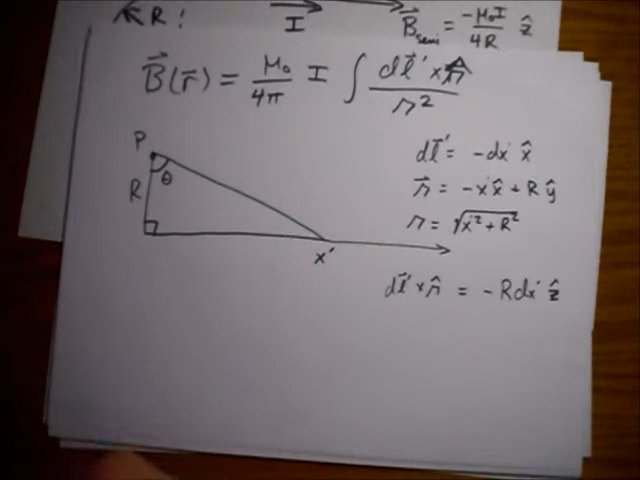 R : I B⃗semi = -μ₀I/4R ẑ
B⃗(r⃗) = μ₀/4π I ∫ dl⃗' × r̂ / r²
P
θ
R
x'
dl⃗' = -dx' x̂
r⃗ = -x' x̂ + R ŷ
r = √x'² + R²
dl⃗' × r̂ = -R dx' ẑ